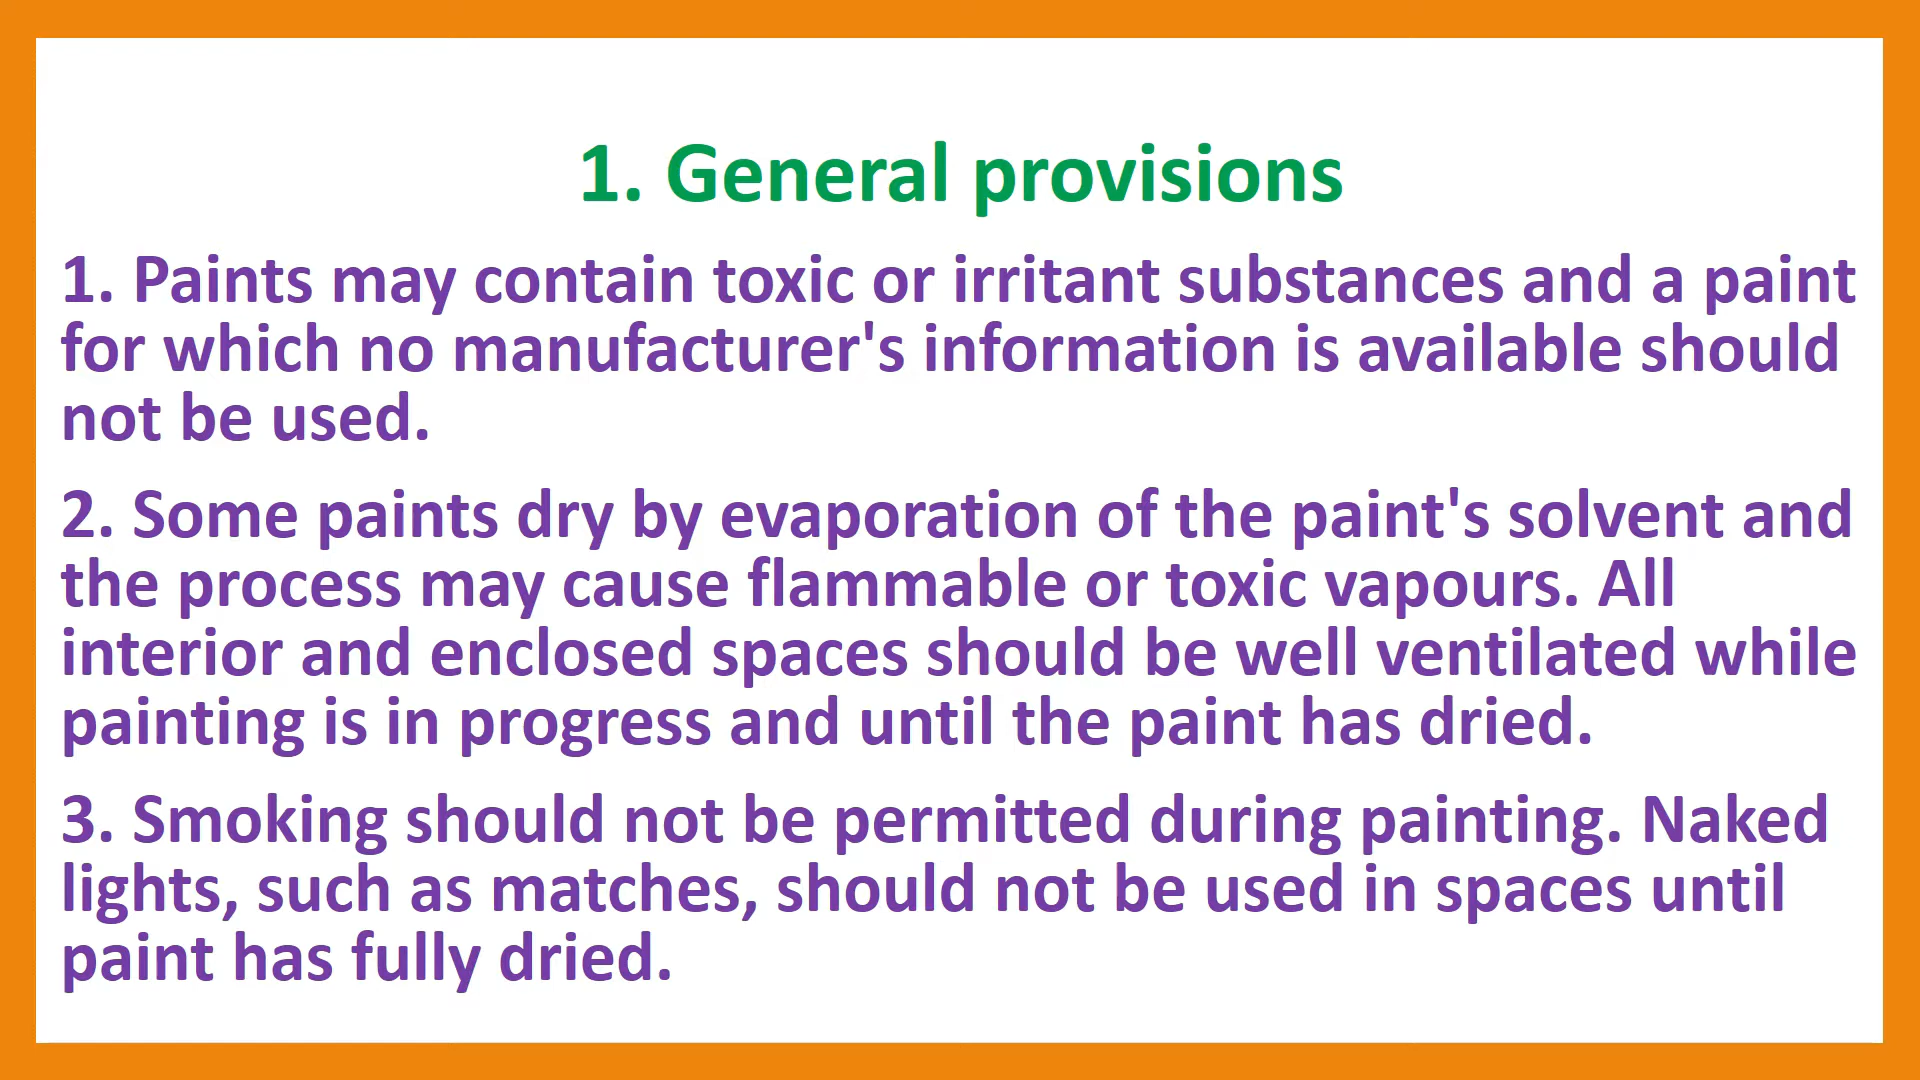 1. General provisions
1. Paints may contain toxic or irritant substances and a paint
for which no manufacturer's information is available should
not be used.
2. Some paints dry by evaporation of the paint's solvent and
the process may cause flammable or toxic vapours. All
interior and enclosed spaces should be well ventilated while
painting is in progress and until the paint has dried.
3. Smoking should not be permitted during painting. Naked
lights, such as matches, should not be used in spaces until
paint has fully dried.